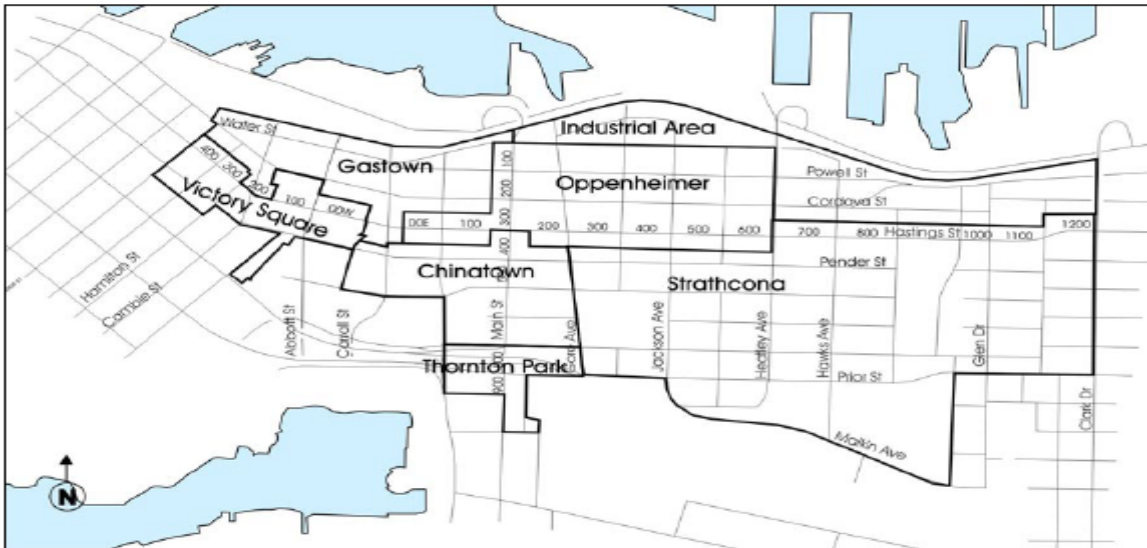 Industrial Area
Water St
Gastown
Oppenheimer
100
200
300
400
Powell St
Cordova St
400
300
200
100
00W
Victory Square
00E
100
200
300
400
500
600
700
800
Hastings St
1000
1100
1200
Chinatown
Pender St
Strathcona
Hamilton St
Cambie St
Abbott St
Carrall St
Main St
Jackson Ave
Heatley Ave
Hawks Ave
Glen Dr
Clark Dr
Thornton Park
900
Prior St
Malkin Ave
N